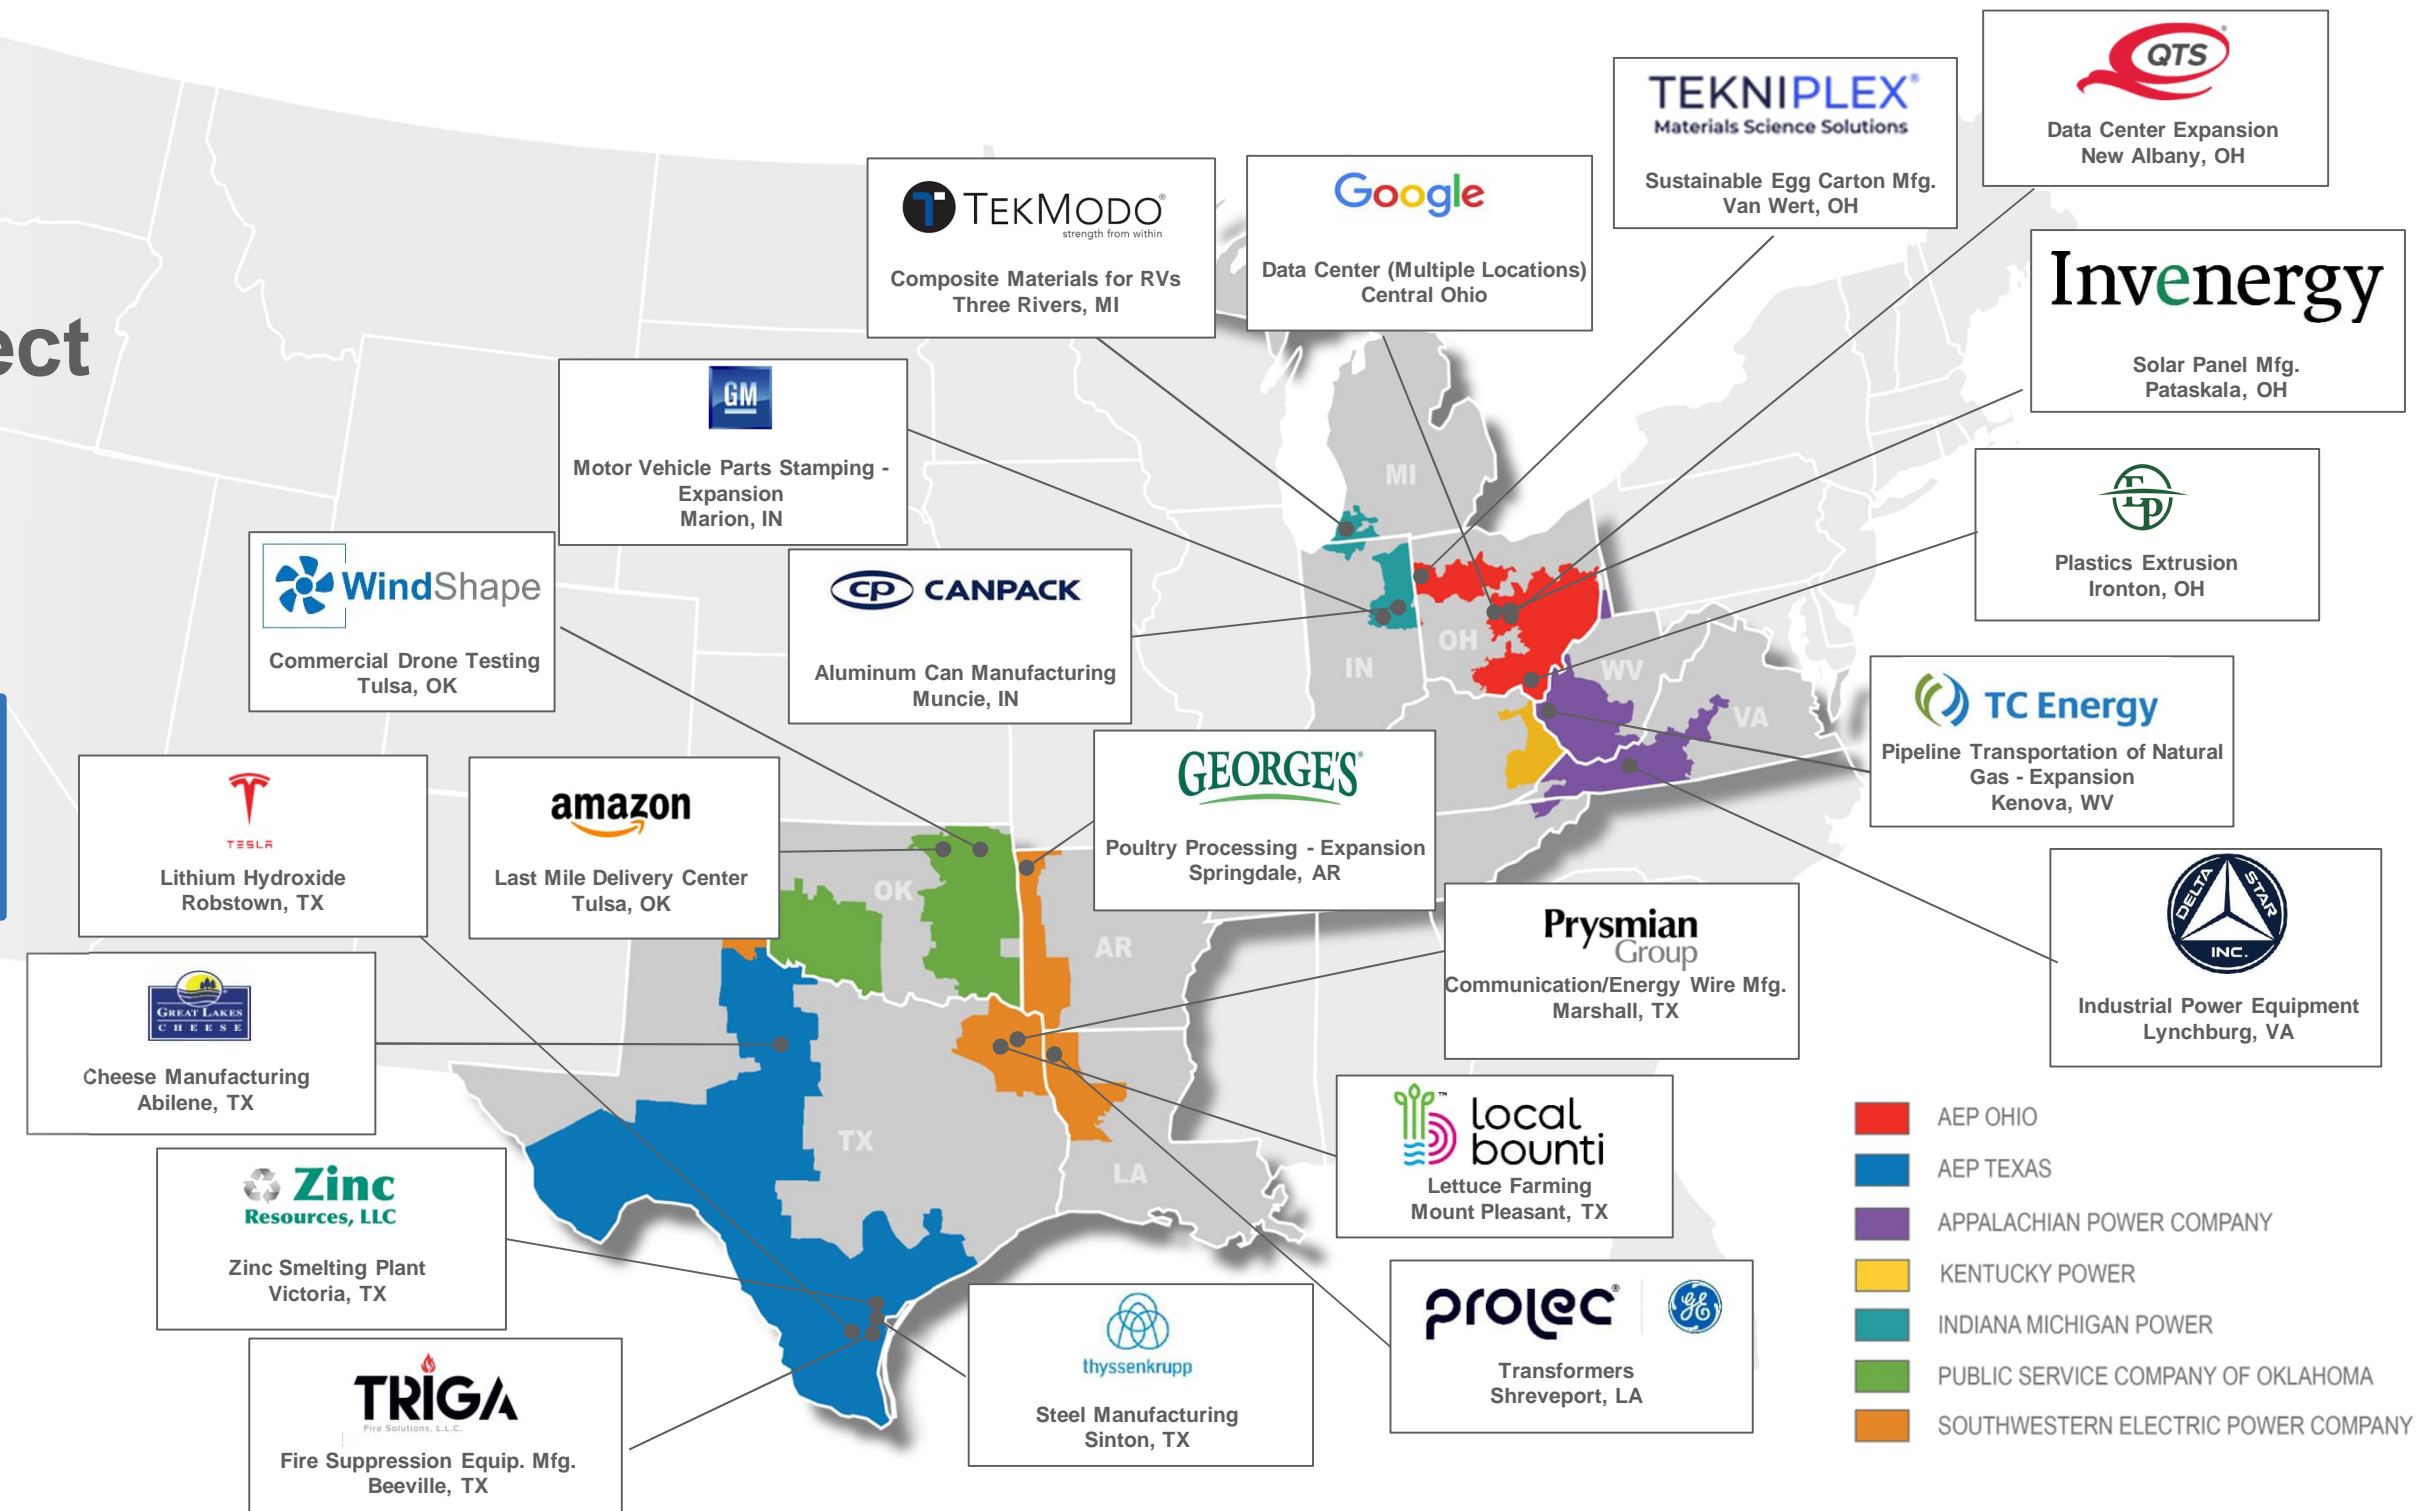 ect
TEKMODO®
strength from within
Composite Materials for RVs
Three Rivers, MI
Google
Data Center (Multiple Locations)
Central Ohio
TEKNIPLEX®
Materials Science Solutions
Sustainable Egg Carton Mfg.
Van Wert, OH
QTS
Data Center Expansion
New Albany, OH
Invenergy
Solar Panel Mfg.
Pataskala, OH
GM
Motor Vehicle Parts Stamping -
Expansion
Marion, IN
EP
Plastics Extrusion
Ironton, OH
WindShape
Commercial Drone Testing
Tulsa, OK
CP CANPACK
Aluminum Can Manufacturing
Muncie, IN
TC Energy
Pipeline Transportation of Natural
Gas - Expansion
Kenova, WV
TESLA
Lithium Hydroxide
Robstown, TX
amazon
Last Mile Delivery Center
Tulsa, OK
GEORGE'S®
Poultry Processing - Expansion
Springdale, AR
DELTA STAR
INC.
Industrial Power Equipment
Lynchburg, VA
Prysmian
Group
Communication/Energy Wire Mfg.
Marshall, TX
GREAT LAKES
CHEESE
Cheese Manufacturing
Abilene, TX
local
bounti™
Lettuce Farming
Mount Pleasant, TX
Zinc
Resources, LLC
Zinc Smelting Plant
Victoria, TX
prolec® GE
Transformers
Shreveport, LA
thyssenkrupp
Steel Manufacturing
Sinton, TX
TRIGA
Fire Solutions, L.L.C.
Fire Suppression Equip. Mfg.
Beeville, TX
MI
IN
OH
WV
VA
OK
AR
TX
LA
AEP OHIO
AEP TEXAS
APPALACHIAN POWER COMPANY
KENTUCKY POWER
INDIANA MICHIGAN POWER
PUBLIC SERVICE COMPANY OF OKLAHOMA
SOUTHWESTERN ELECTRIC POWER COMPANY